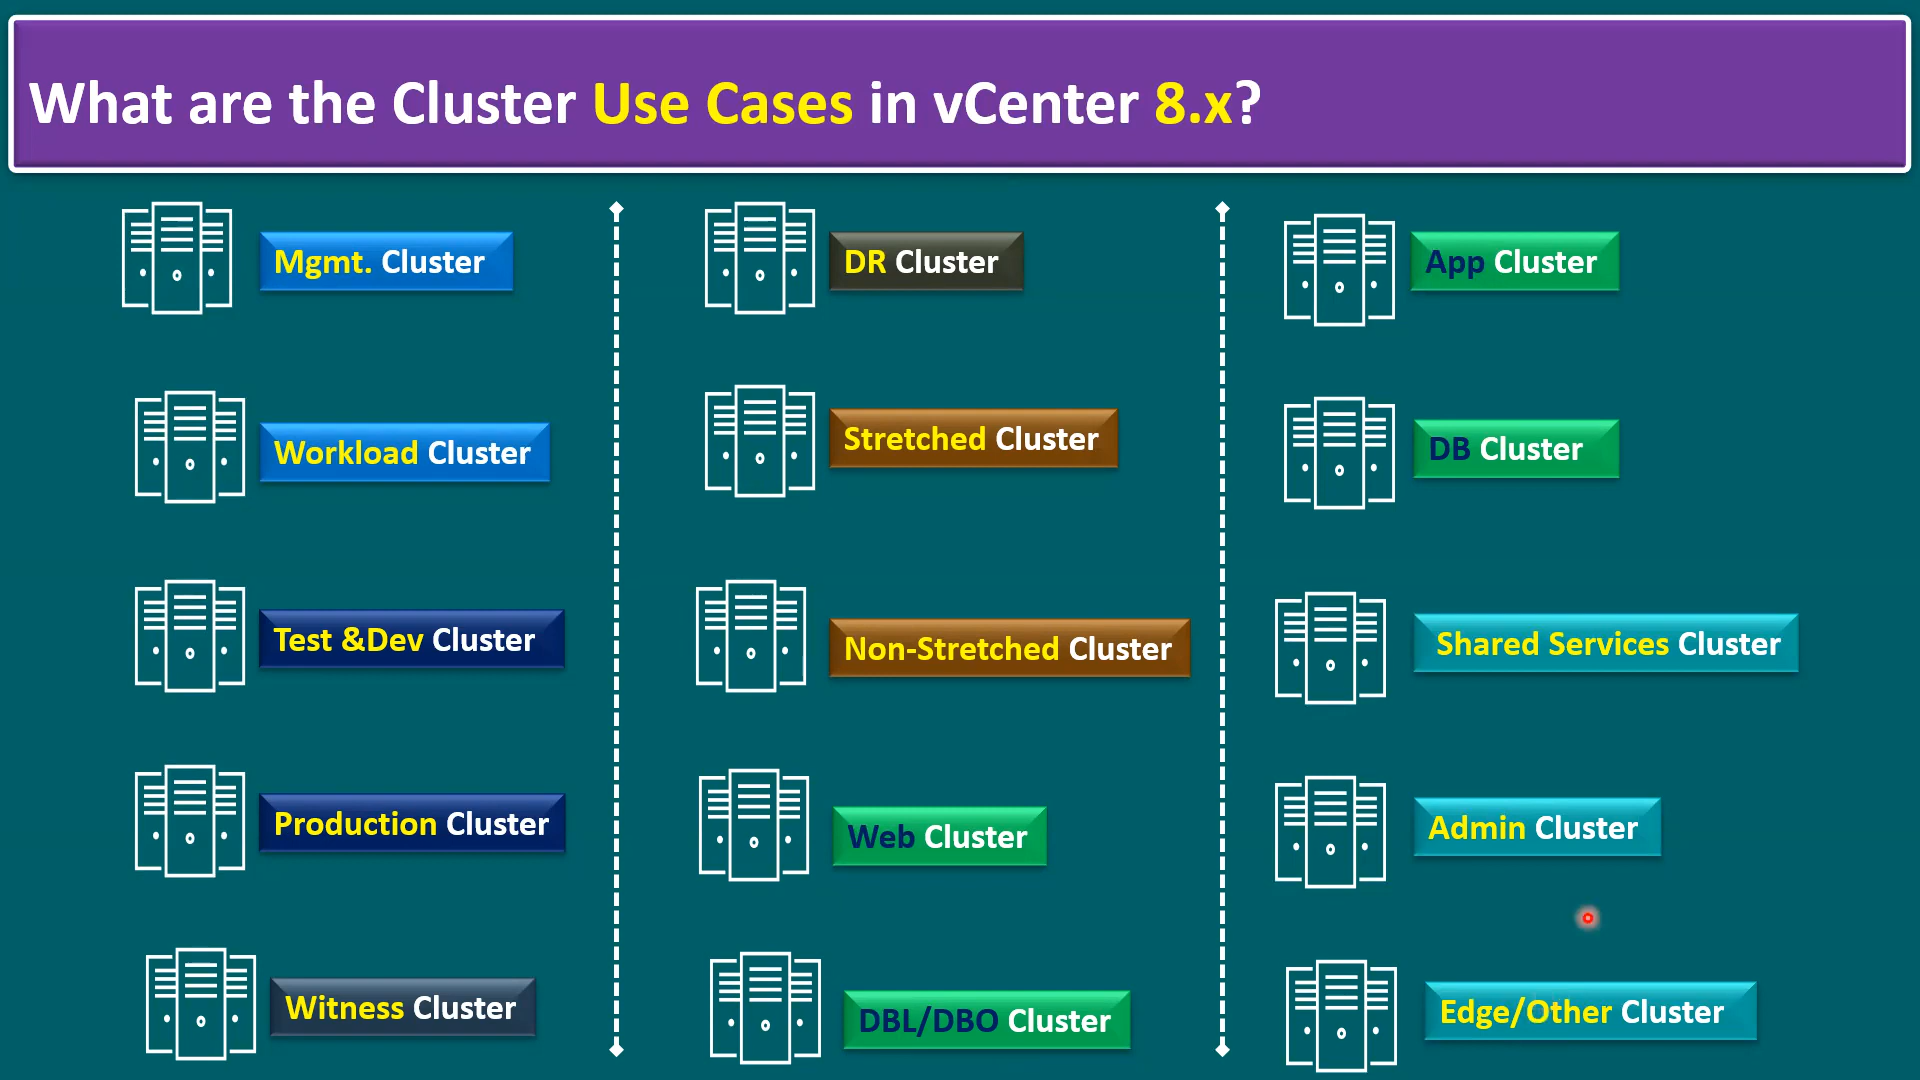 What are the Cluster Use Cases in vCenter 8.x?
Mgmt. Cluster
Workload Cluster
Test &Dev Cluster
Production Cluster
Witness Cluster
DR Cluster
Stretched Cluster
Non-Stretched Cluster
Web Cluster
DBL/DBO Cluster
App Cluster
DB Cluster
Shared Services Cluster
Admin Cluster
Edge/Other Cluster